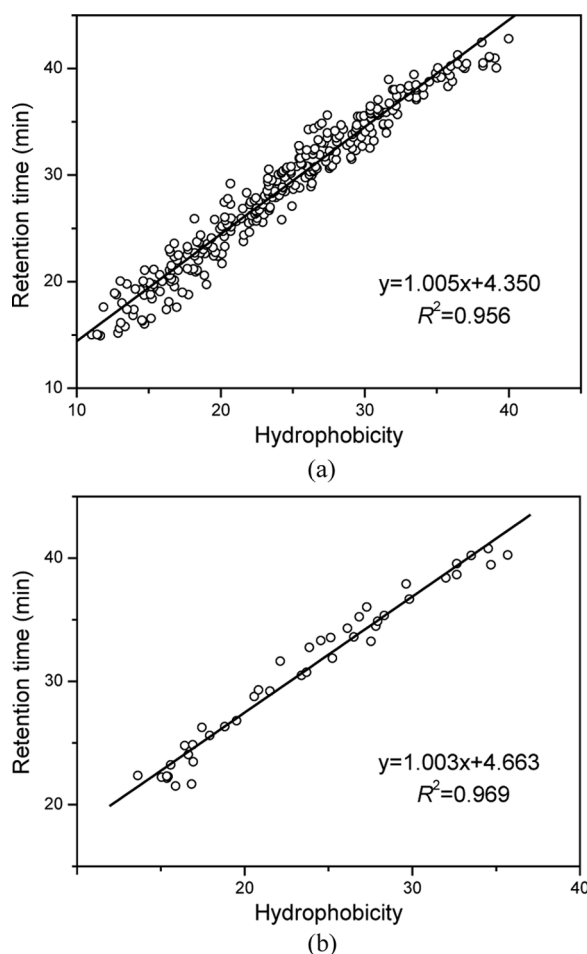 40
30
20
10
Retention time (min)
y=1.005x+4.350
R²=0.956
10 20 30 40
Hydrophobicity
(a)
40
30
20
Retention time (min)
y=1.003x+4.663
R²=0.969
20 30 40
Hydrophobicity
(b)